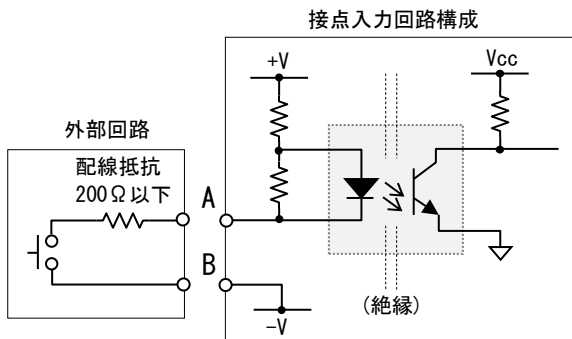 接点入力回路構成
+V
Vcc
外部回路
配線抵抗
200Ω以下
A
B
-V
(絶縁)